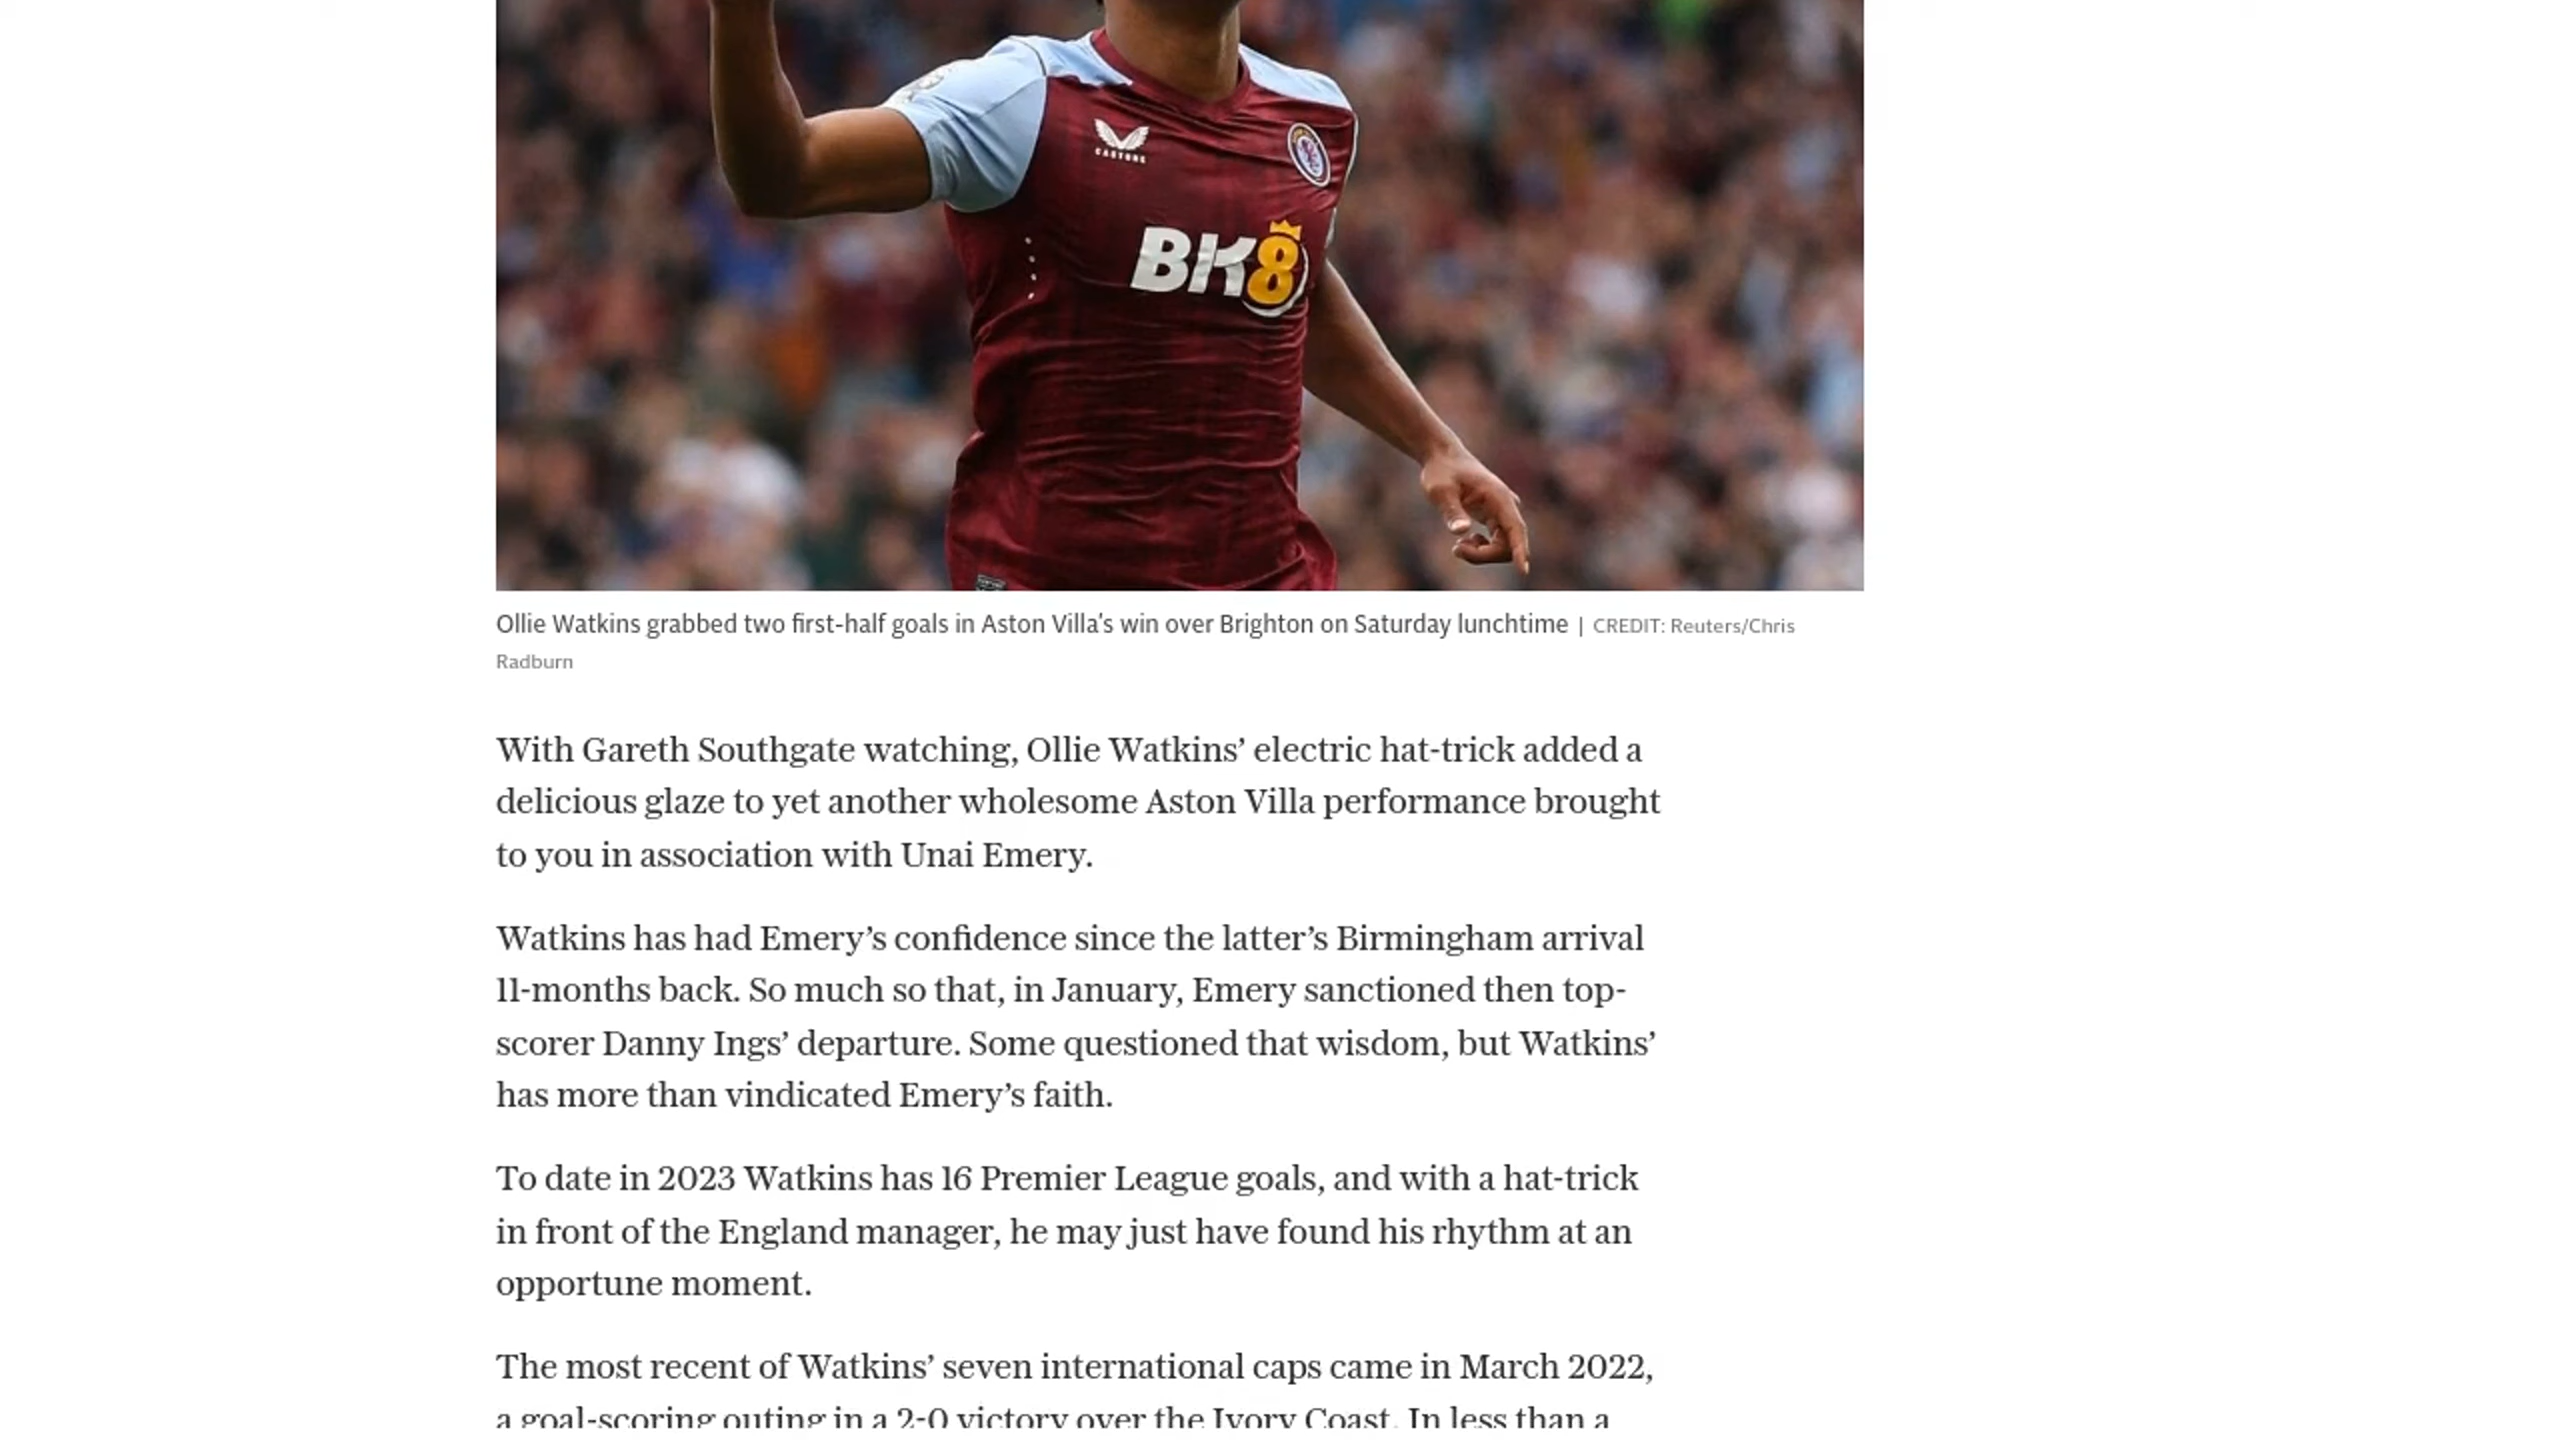 CASTORE
BK8
Ollie Watkins grabbed two first-half goals in Aston Villa's win over Brighton on Saturday lunchtime | CREDIT: Reuters/Chris
Radburn
With Gareth Southgate watching, Ollie Watkins’ electric hat-trick added a
delicious glaze to yet another wholesome Aston Villa performance brought
to you in association with Unai Emery.
Watkins has had Emery’s confidence since the latter’s Birmingham arrival
11-months back. So much so that, in January, Emery sanctioned then top-
scorer Danny Ings’ departure. Some questioned that wisdom, but Watkins’
has more than vindicated Emery’s faith.
To date in 2023 Watkins has 16 Premier League goals, and with a hat-trick
in front of the England manager, he may just have found his rhythm at an
opportune moment.
The most recent of Watkins’ seven international caps came in March 2022,
a goal-scoring outing in a 2-0 victory over the Ivory Coast. In less than a